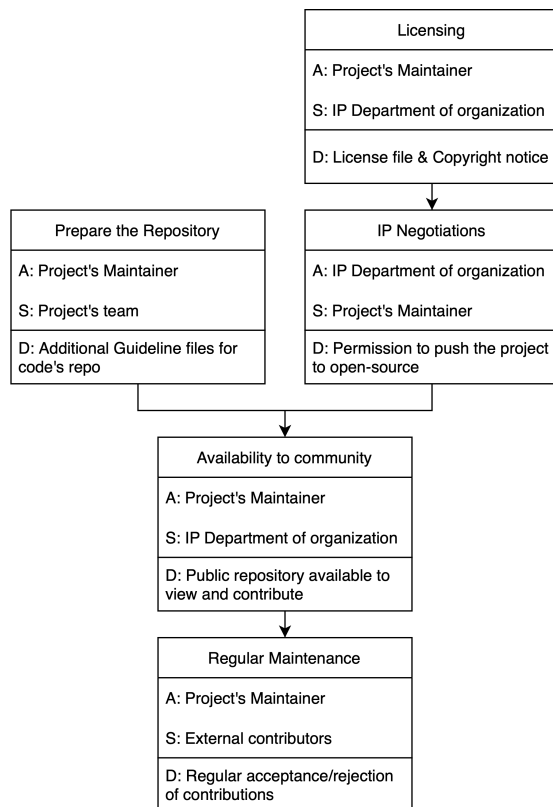 Licensing
A: Project's Maintainer
S: IP Department of organization
D: License file & Copyright notice
Prepare the Repository
A: Project's Maintainer
S: Project's team
D: Additional Guideline files for
code's repo
IP Negotiations
A: IP Department of organization
S: Project's Maintainer
D: Permission to push the project
to open-source
Availability to community
A: Project's Maintainer
S: IP Department of organization
D: Public repository available to
view and contribute
Regular Maintenance
A: Project's Maintainer
S: External contributors
D: Regular acceptance/rejection
of contributions